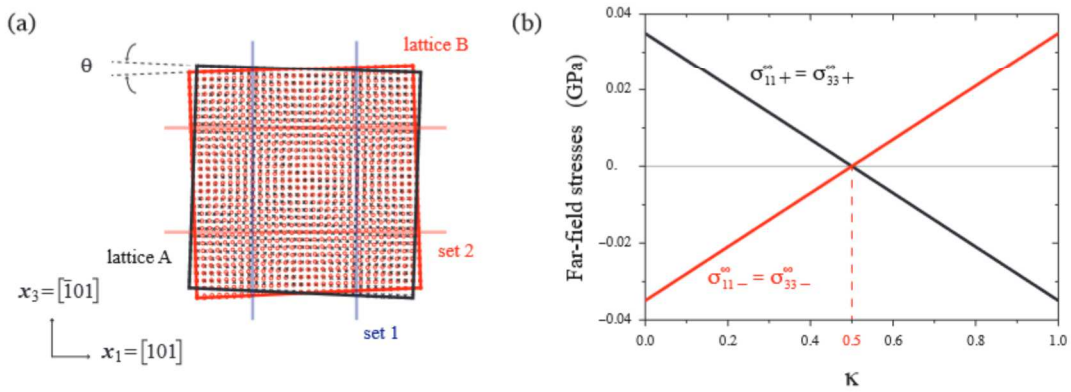 (a)
θ
lattice B
lattice A
set 2
set 1
x₃=[1̄01]
x₁=[101]
(b)
Far-field stresses (GPa)
0.04
0.02
0.
−0.02
−0.04
σ∞11+ = σ∞33+
σ∞11− = σ∞33−
0.0 0.2 0.4 0.5 0.6 0.8 1.0
κ